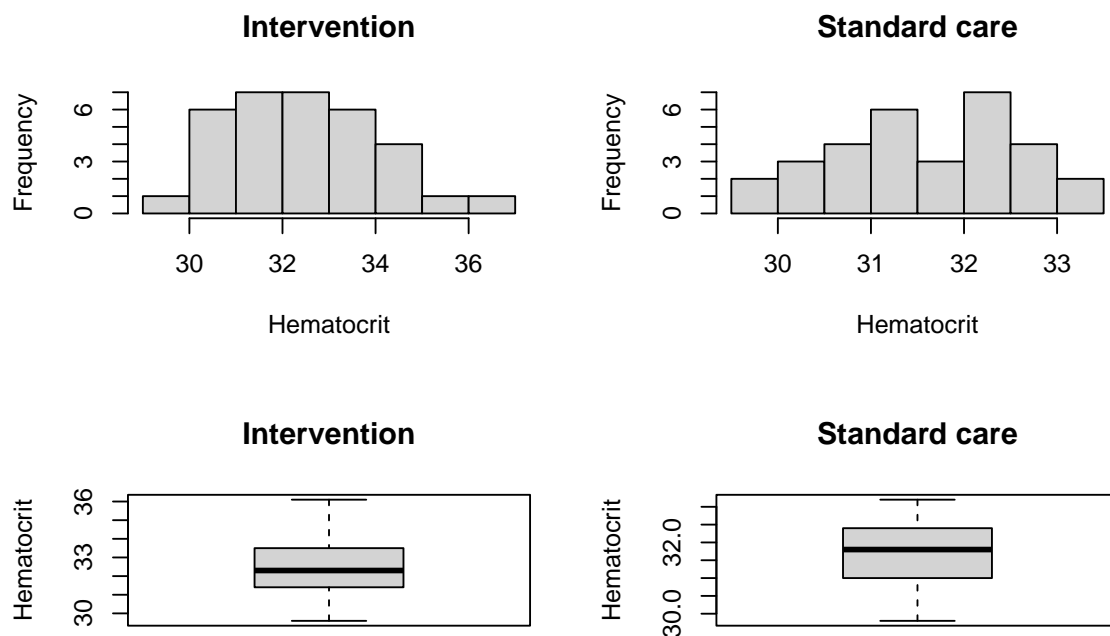 Intervention
Frequency
0 3 6
30 32 34 36
Hematocrit
Standard care
Frequency
0 3 6
30 31 32 33
Hematocrit
Intervention
Hematocrit
30 33 36
Standard care
Hematocrit
30.0 32.0